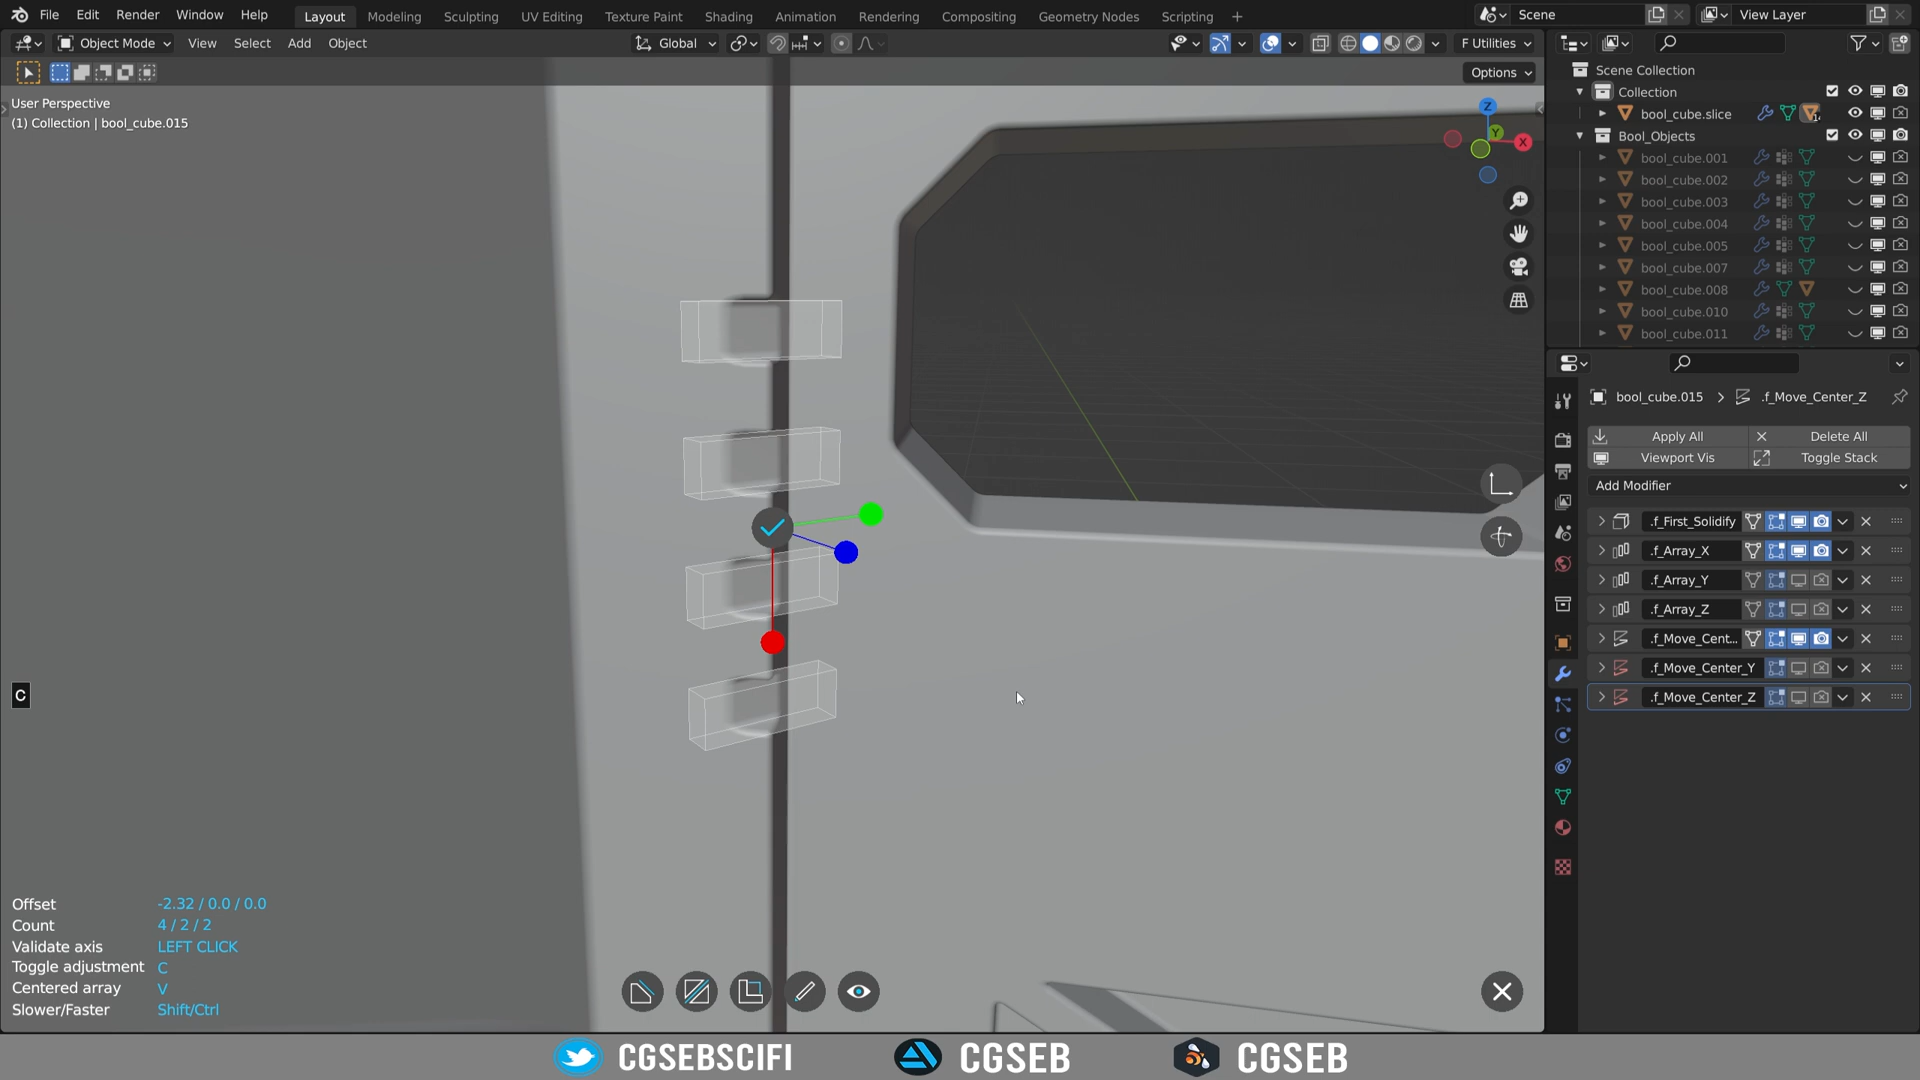 File Edit Render Window Help Layout Modeling Sculpting UV Editing Texture Paint Shading Animation Rendering Compositing Geometry Nodes Scripting + Scene View Layer
Object Mode View Select Add Object Global F Utilities
Options
User Perspective
(1) Collection | bool_cube.015
Z
Y
X
Scene Collection
Collection
bool_cube.slice
Bool_Objects
bool_cube.001
bool_cube.002
bool_cube.003
bool_cube.004
bool_cube.005
bool_cube.007
bool_cube.008
bool_cube.010
bool_cube.011
bool_cube.015 > .f_Move_Center_Z
Apply All Delete All
Viewport Vis Toggle Stack
Add Modifier
.f_First_Solidify
.f_Array_X
.f_Array_Y
.f_Array_Z
.f_Move_Cent...
.f_Move_Center_Y
.f_Move_Center_Z
C
Offset -2.32 / 0.0 / 0.0
Count 4 / 2 / 2
Validate axis LEFT CLICK
Toggle adjustment C
Centered array V
Slower/Faster Shift/Ctrl
CGSEBSCIFI CGSEB CGSEB